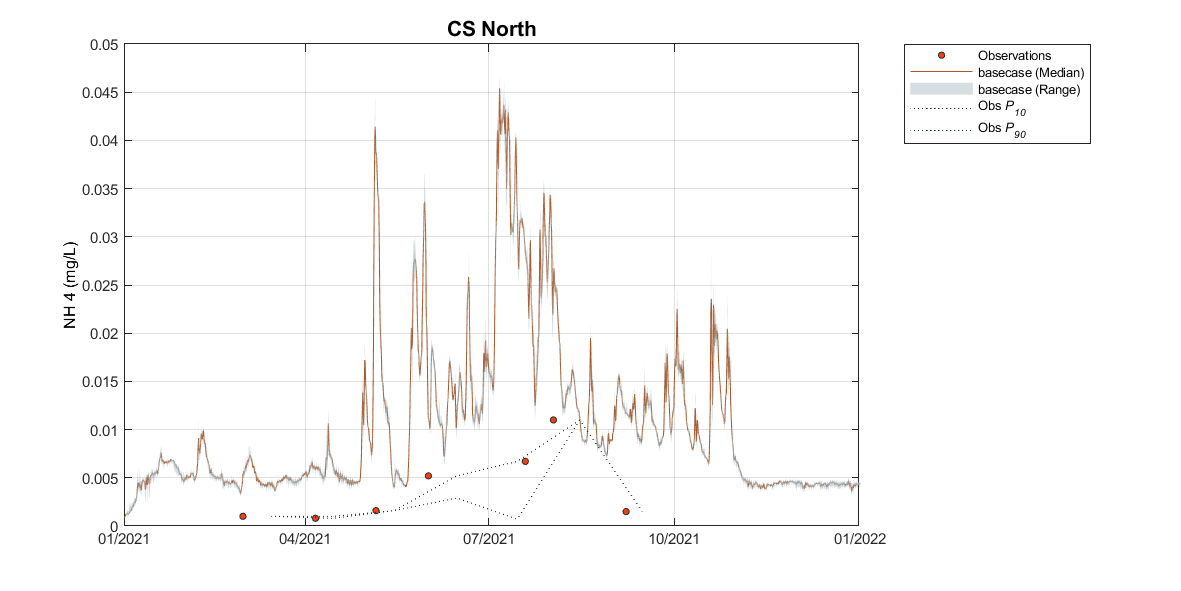 CS North
0.05
0.045
0.04
0.035
0.03
0.025
0.02
0.015
0.01
0.005
0
NH 4 (mg/L)
01/2021
04/2021
07/2021
10/2021
01/2022
Observations
basecase (Median)
basecase (Range)
Obs P10
Obs P90